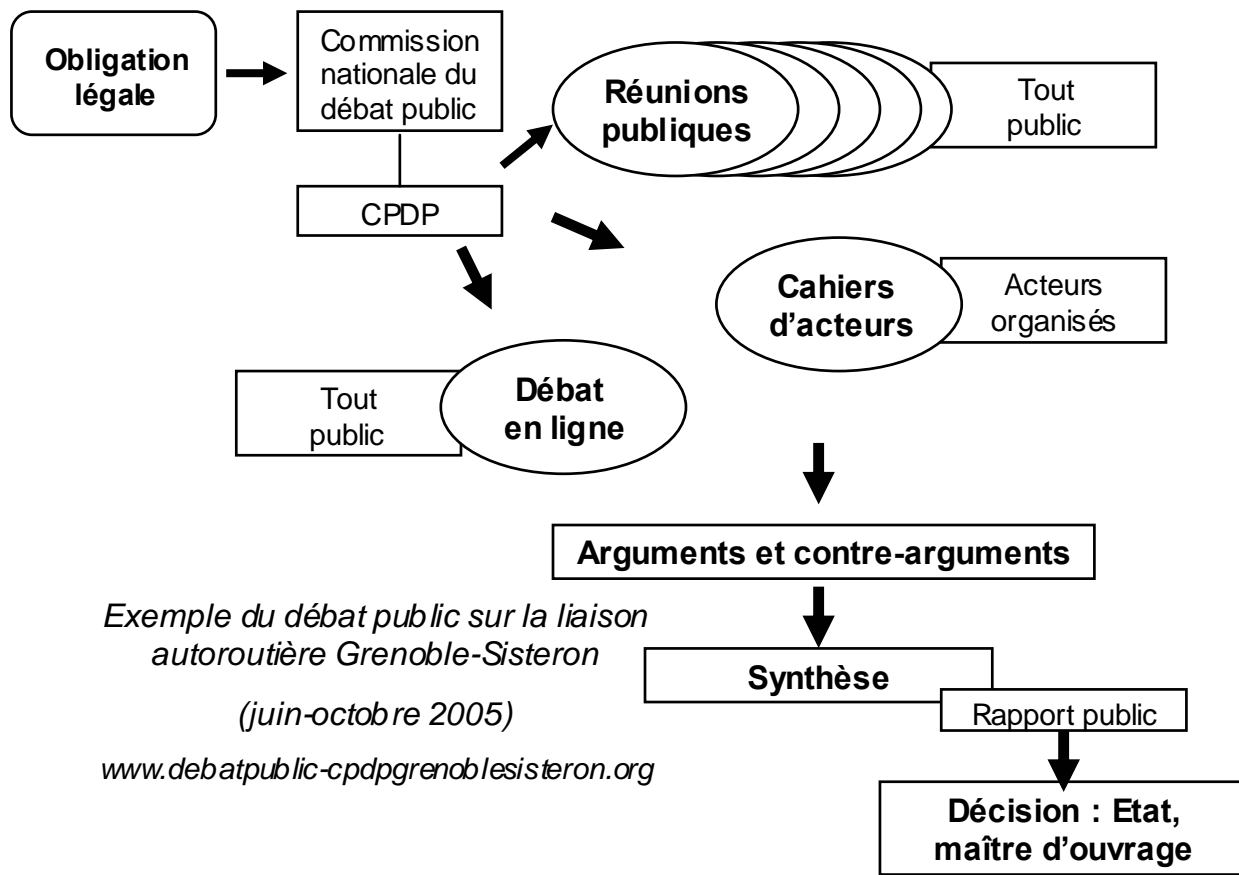 Obligation
légale
Commission
nationale du
débat public
CPDP
Réunions
publiques
Tout
public
Cahiers
d’acteurs
Acteurs
organisés
Tout
public
Débat
en ligne
Arguments et contre-arguments
Exemple du débat public sur la liaison
autoroutière Grenoble-Sisteron
(juin-octobre 2005)
www.debatpublic-cpdpgrenoblesisteron.org
Synthèse
Rapport public
Décision : Etat,
maître d’ouvrage